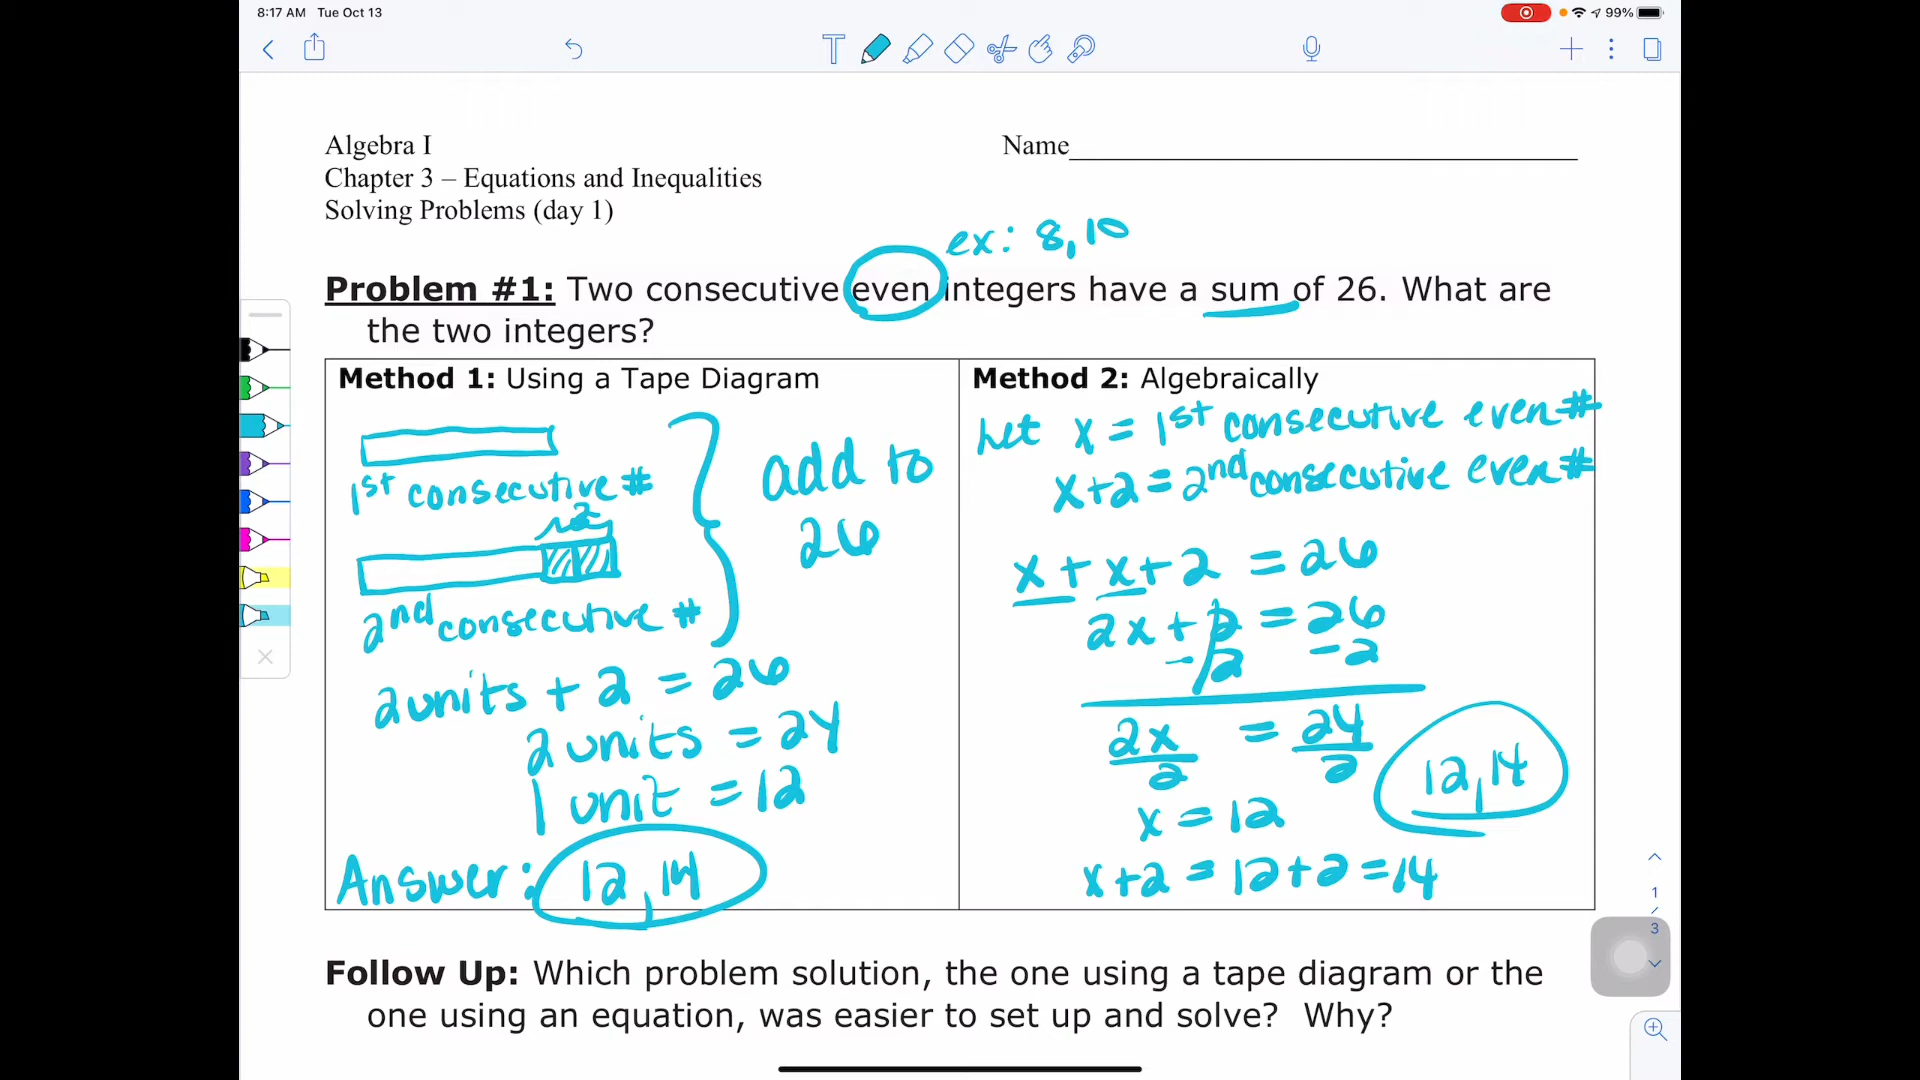 8:17 AM Tue Oct 13
99%
Algebra I
Name
Chapter 3 – Equations and Inequalities
Solving Problems (day 1)
ex: 8, 10
Problem #1: Two consecutive even integers have a sum of 26. What are
the two integers?
Method 1: Using a Tape Diagram
1st consecutive #
2
2nd consecutive #
add to
26
2 units + 2 = 26
2 units = 24
1 unit = 12
Answer: 12, 14
Method 2: Algebraically
Let x = 1st consecutive even #
x+2 = 2nd consecutive even #
x + x + 2 = 26
2x + 2 = 26
-2 -2
2x = 24
2 2
x = 12
x+2 = 12+2 = 14
12, 14
Follow Up: Which problem solution, the one using a tape diagram or the
one using an equation, was easier to set up and solve? Why?
1
/
3